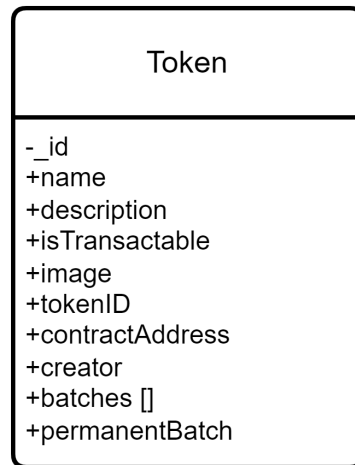 Token
-_id
+name
+description
+isTransactable
+image
+tokenID
+contractAddress
+creator
+batches []
+permanentBatch